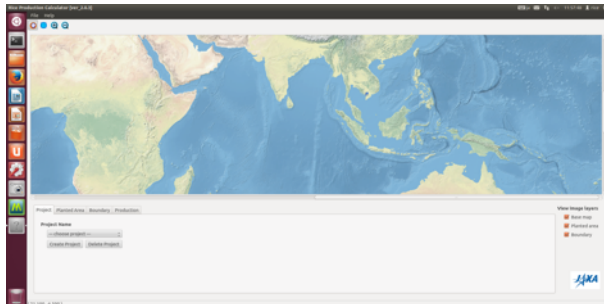 Rice Production Calculator [ver_2.0.5]
File Help
Project Planted Area Boundary Production
Project Name
---choose project---
Create Project Delete Project
View Image layers
Base map
Planted area
Boundary
JAXA